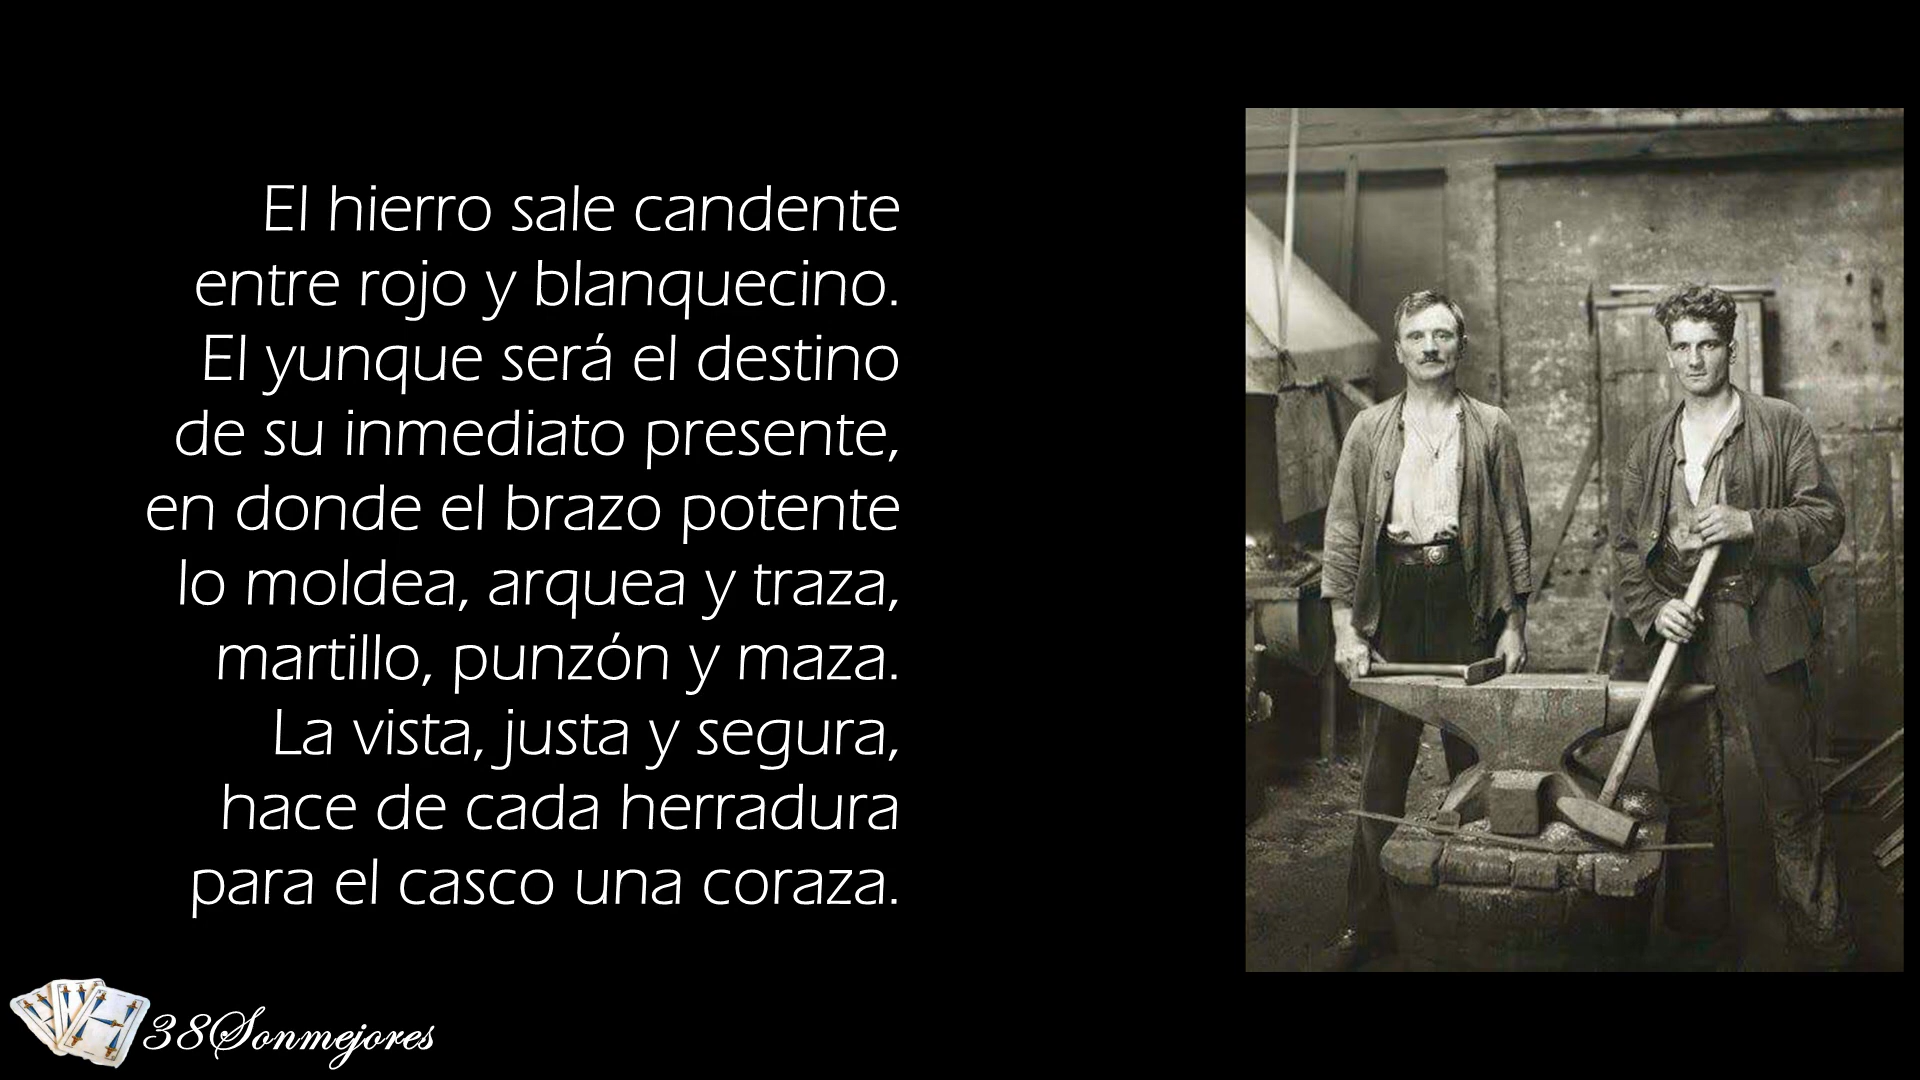 El hierro sale candente
entre rojo y blanquecino.
El yunque será el destino
de su inmediato presente,
en donde el brazo potente
lo moldea, arquea y traza,
martillo, punzón y maza.
La vista, justa y segura,
hace de cada herradura
para el casco una coraza.
38Sonmejores